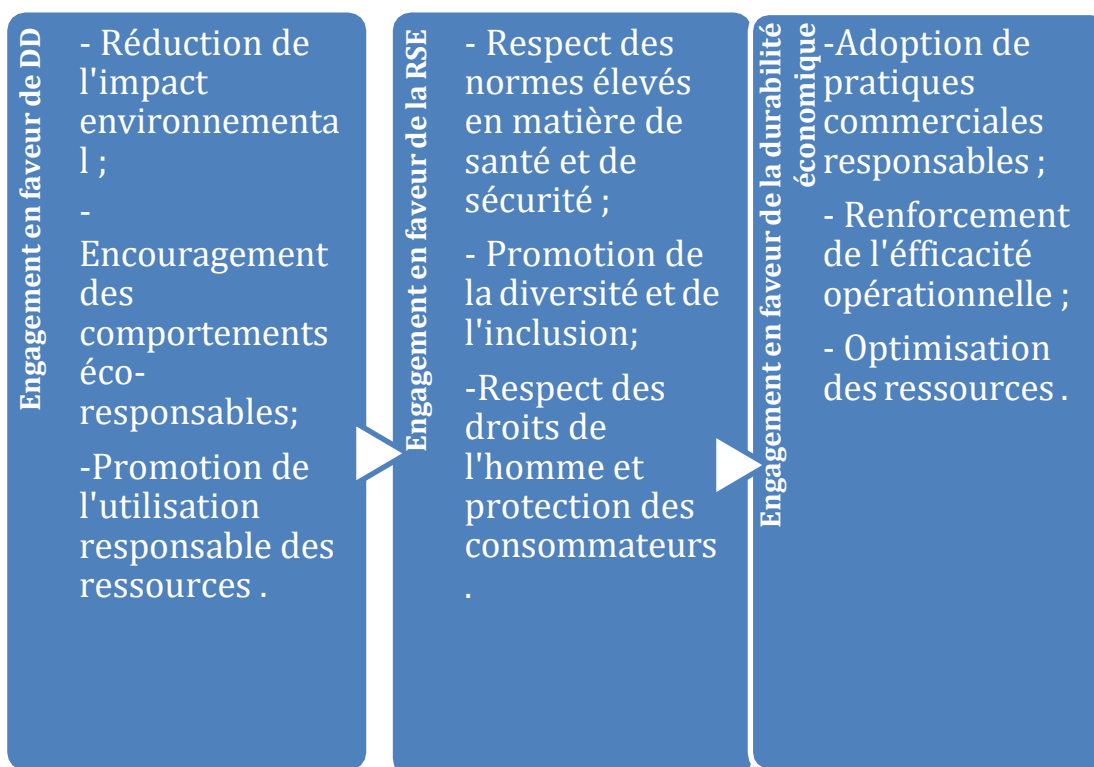 Engagement en faveur de DD
- Réduction de
l'impact
environnementa
l ;
-
Encouragement
des
comportements
éco-
responsables;
-Promotion de
l'utilisation
responsable des
ressources .
Engagement en faveur de la RSE
- Respect des
normes élevés
en matière de
santé et de
sécurité ;
- Promotion de
la diversité et de
l'inclusion;
-Respect des
droits de
l'homme et
protection des
consommateurs
.
Engagement en faveur de la durabilité
économique
-Adoption de
pratiques
commerciales
responsables ;
- Renforcement
de l'éfficacité
opérationnelle ;
- Optimisation
des ressources .